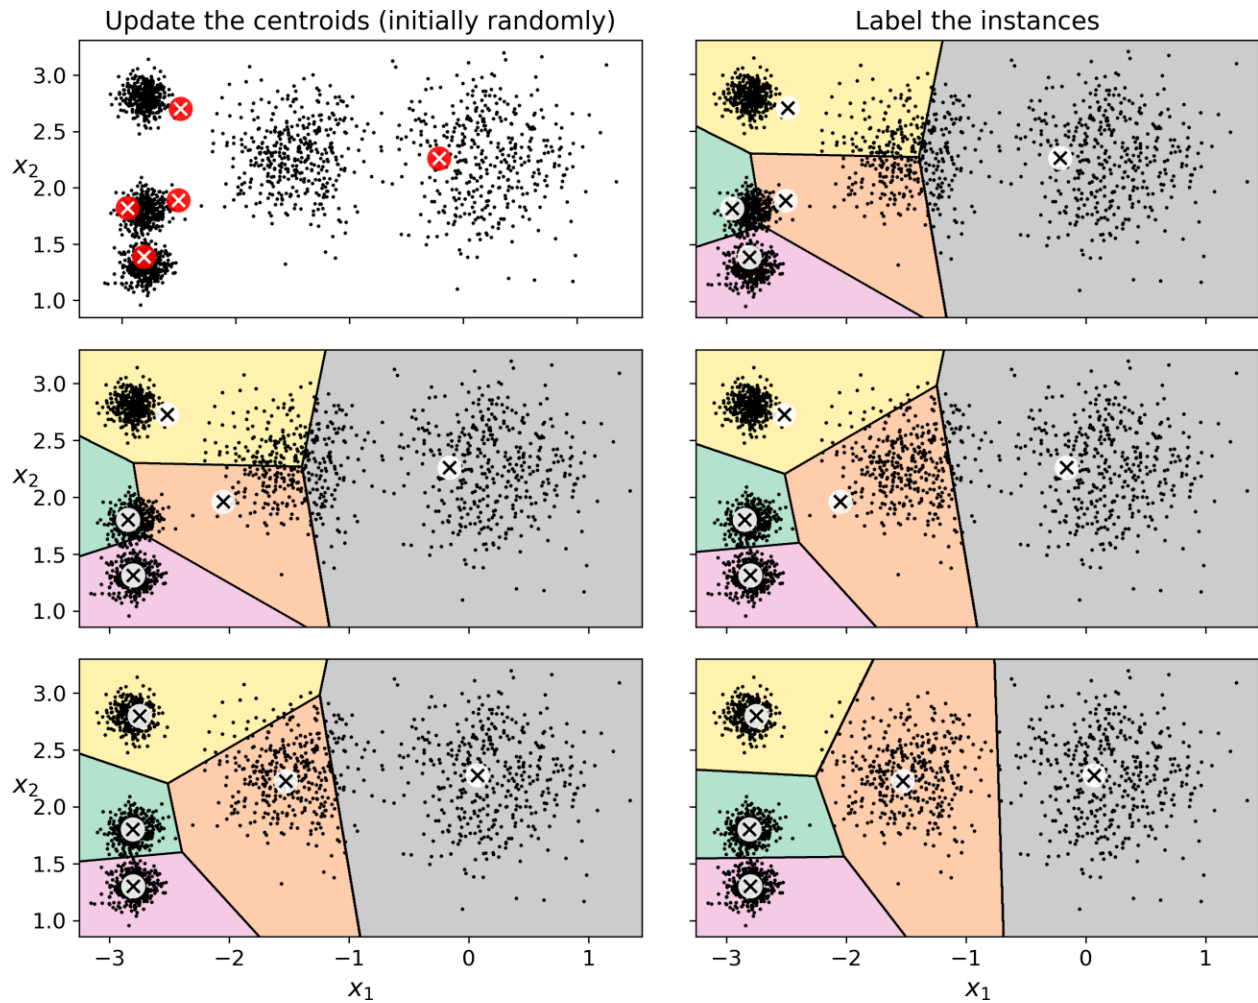 Update the centroids (initially randomly)
Label the instances
3.0
2.5
x₂
2.0
1.5
1.0
3.0
2.5
x₂
2.0
1.5
1.0
3.0
2.5
x₂
2.0
1.5
1.0
−3 −2 −1 0 1
x₁
−3 −2 −1 0 1
x₁